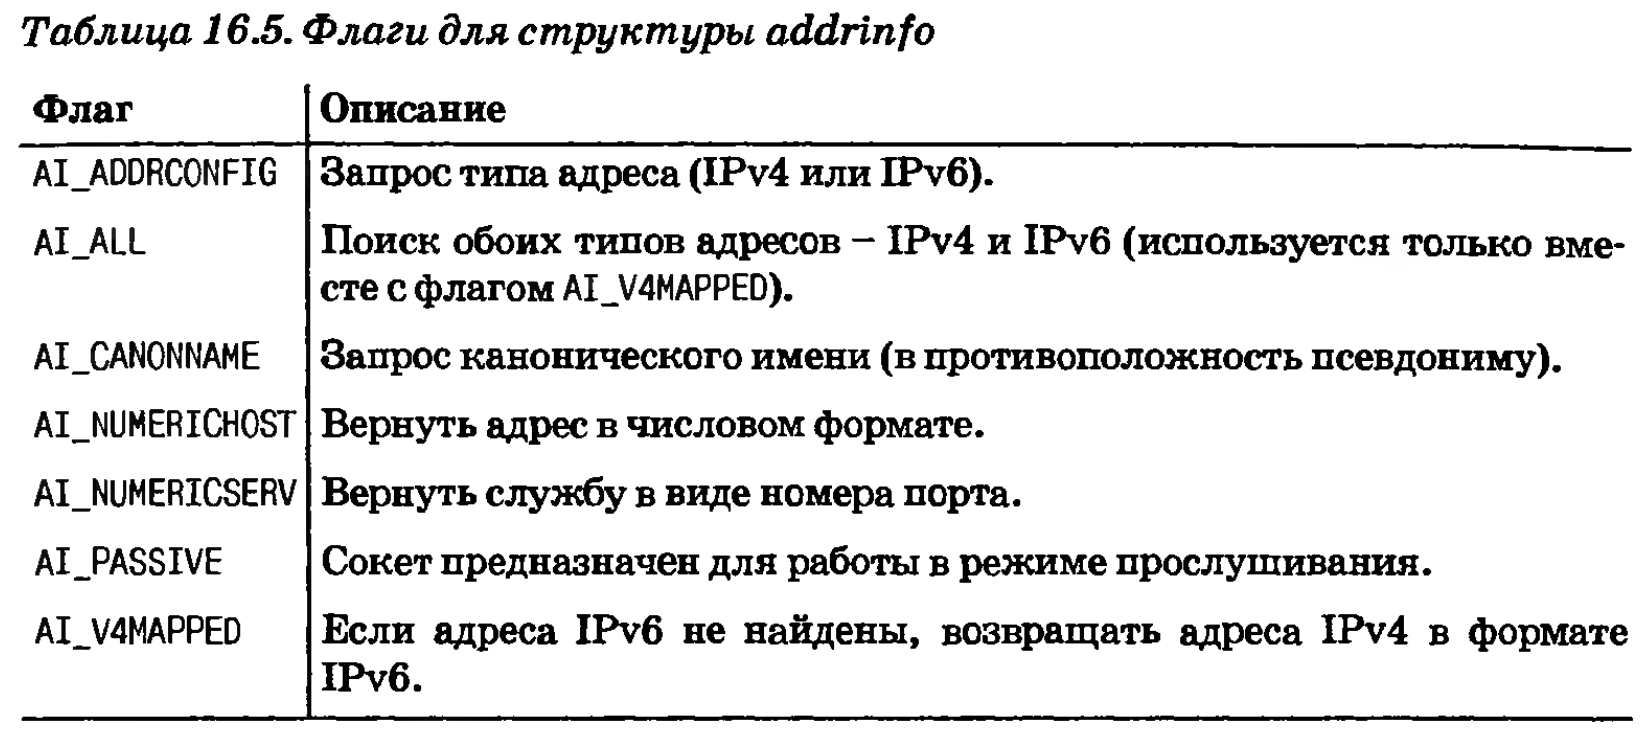 Таблица 16.5. Флаги для структуры addrinfo
Флаг Описание
AI_ADDRCONFIG Запрос типа адреса (IPv4 или IPv6).
AI_ALL Поиск обоих типов адресов – IPv4 и IPv6 (используется только вме-
сте с флагом AI_V4MAPPED).
AI_CANONNAME Запрос канонического имени (в противоположность псевдониму).
AI_NUMERICHOST Вернуть адрес в числовом формате.
AI_NUMERICSERV Вернуть службу в виде номера порта.
AI_PASSIVE Сокет предназначен для работы в режиме прослушивания.
AI_V4MAPPED Если адреса IPv6 не найдены, возвращать адреса IPv4 в формате
IPv6.